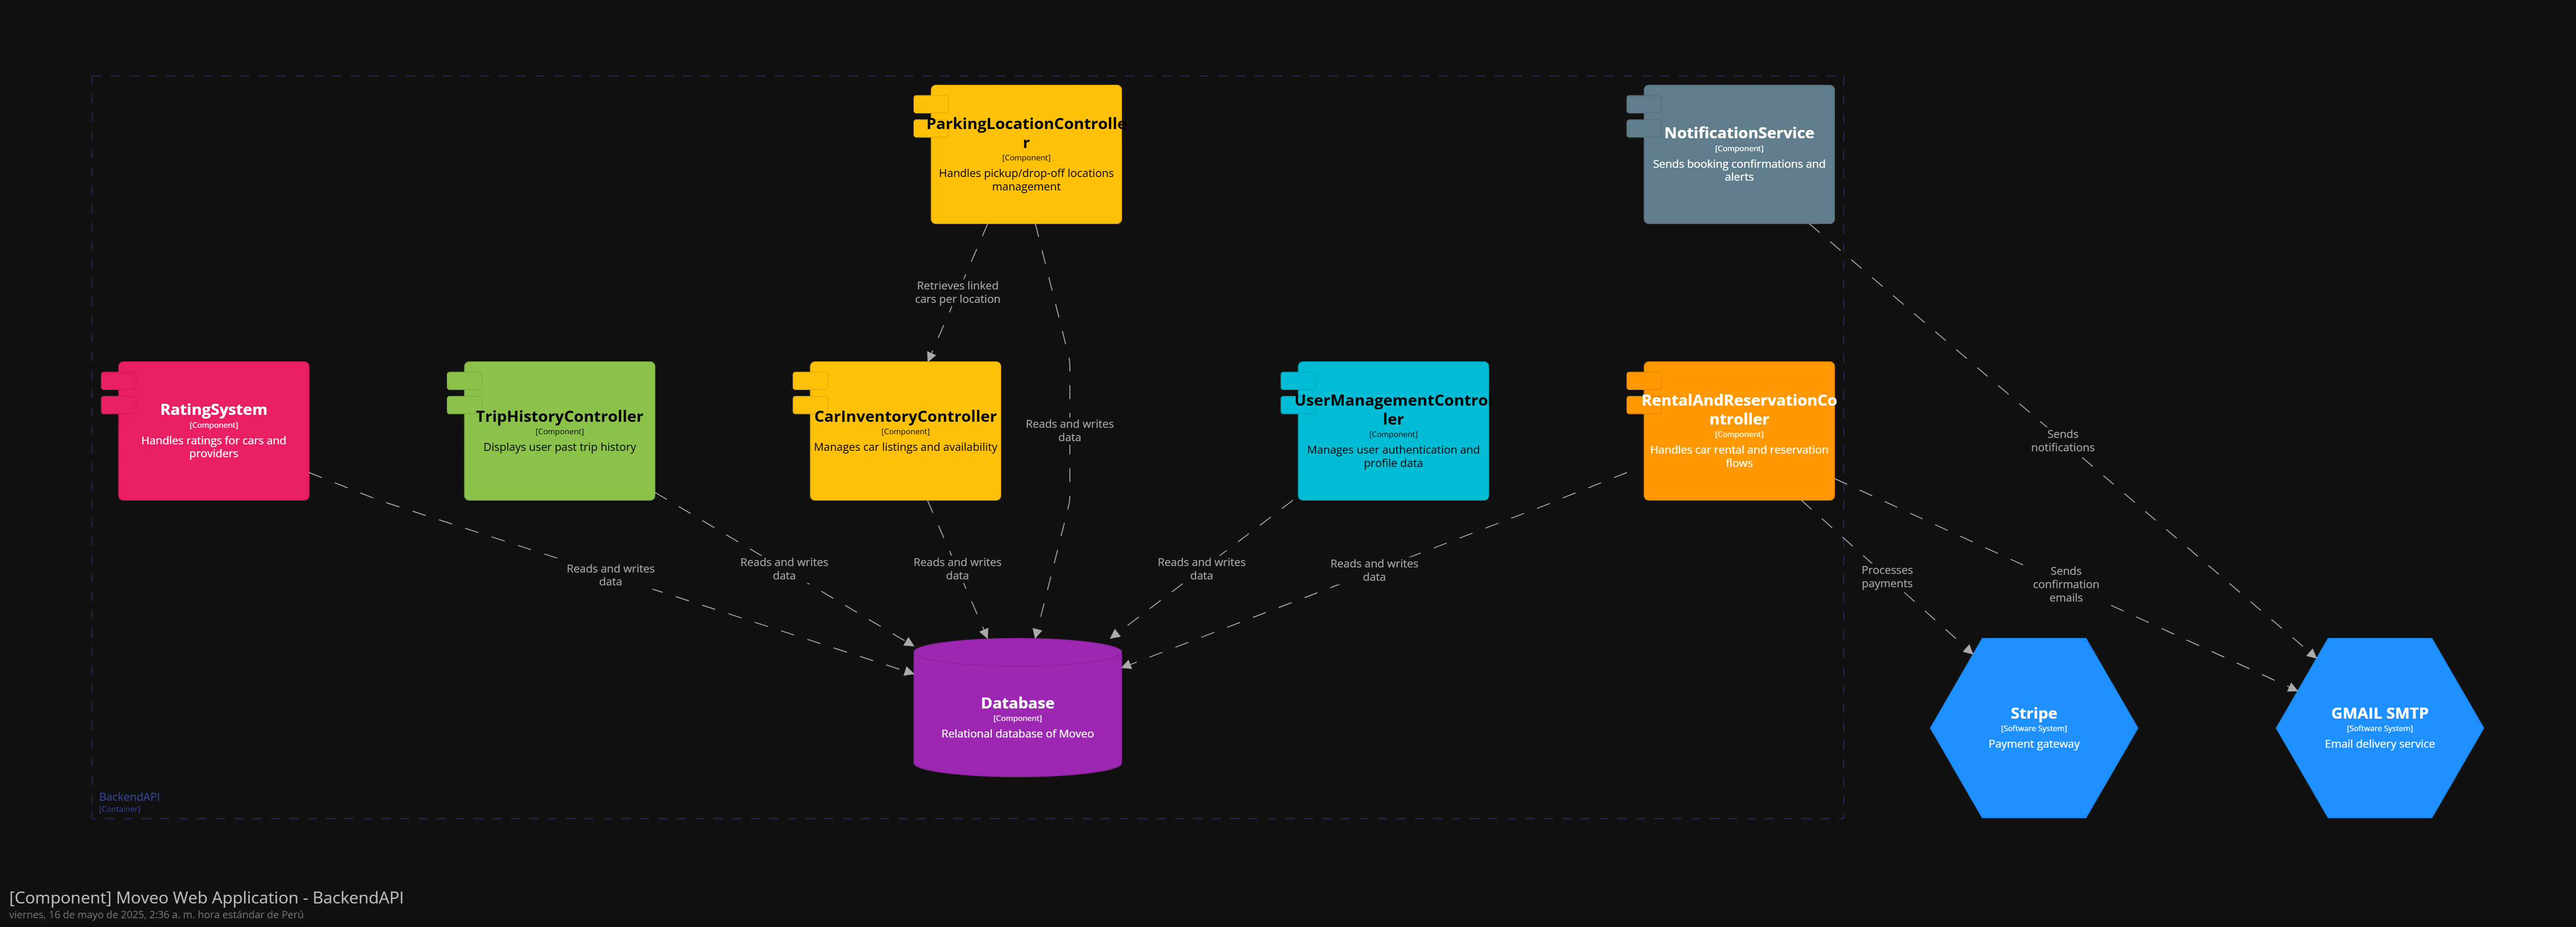 ParkingLocationControlle
r
[Component]
Handles pickup/drop-off locations
management
NotificationService
[Component]
Sends booking confirmations and
alerts
Retrieves linked
cars per location
RatingSystem
[Component]
Handles ratings for cars and
providers
TripHistoryController
[Component]
Displays user past trip history
CarInventoryController
[Component]
Manages car listings and availability
Reads and writes
data
UserManagementControl
ler
[Component]
Manages user authentication and
profile data
RentalAndReservationCo
ntroller
[Component]
Handles car rental and reservation
flows
Sends
notifications
Reads and writes
data
Reads and writes
data
Reads and writes
data
Reads and writes
data
Reads and writes
data
Processes
payments
Sends
confirmation
emails
Database
[Component]
Relational database of Moveo
Stripe
[Software System]
Payment gateway
GMAIL SMTP
[Software System]
Email delivery service
BackendAPI
[Container]
[Component] Moveo Web Application - BackendAPI
viernes, 16 de mayo de 2025, 2:36 a. m. hora estándar de Perú